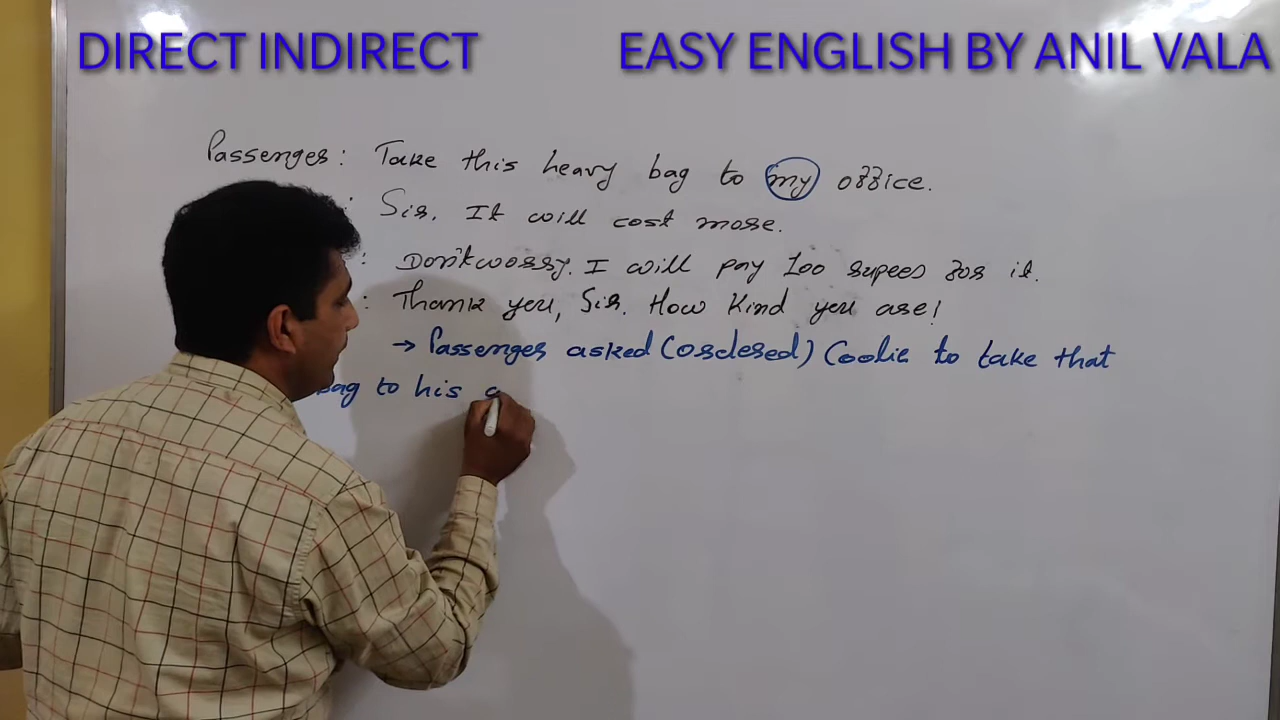 DIRECT INDIRECT EASY ENGLISH BY ANIL VALA
Passenger: Take this heavy bag to my office.
: Sir, It will cost more.
: Don't worry. I will pay 100 rupees for it.
: Thank you, Sir. How kind you are!
→ Passenger asked (ordered) Coolie to take that
bag to his